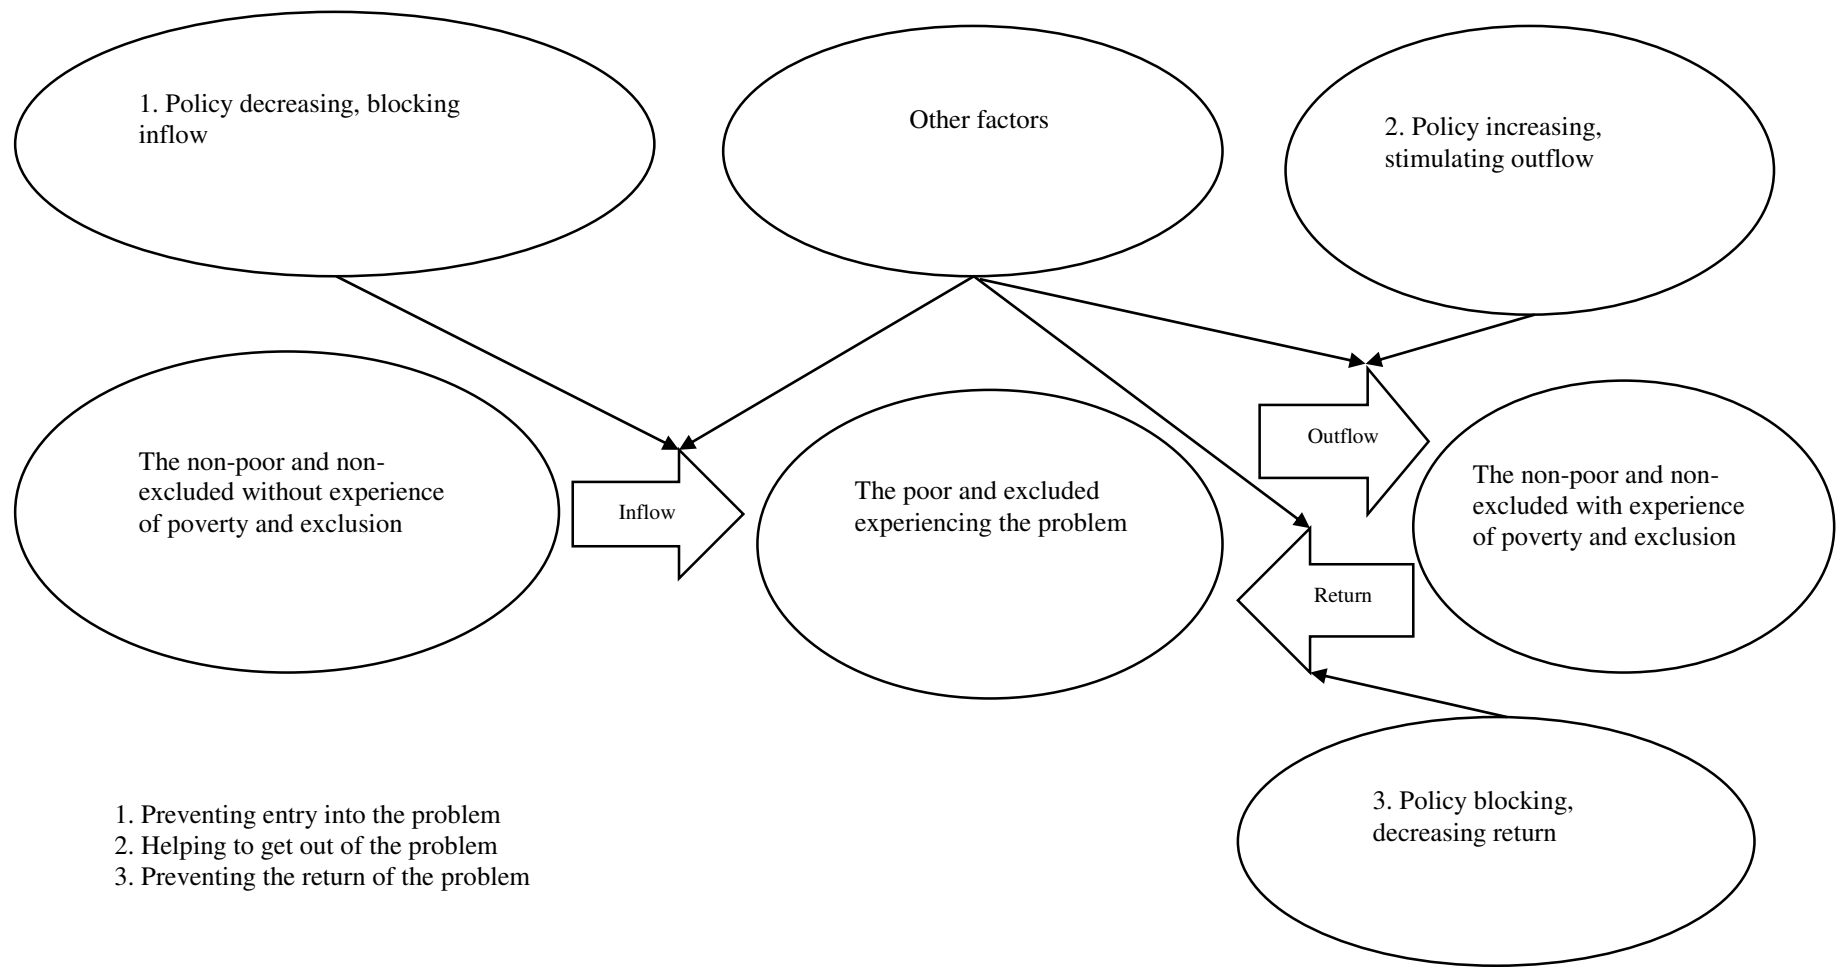 1. Policy decreasing, blocking
inflow
Other factors
2. Policy increasing,
stimulating outflow
The non-poor and non-
excluded without experience
of poverty and exclusion
Inflow
The poor and excluded
experiencing the problem
Outflow
Return
The non-poor and non-
excluded with experience
of poverty and exclusion
3. Policy blocking,
decreasing return
1. Preventing entry into the problem
2. Helping to get out of the problem
3. Preventing the return of the problem